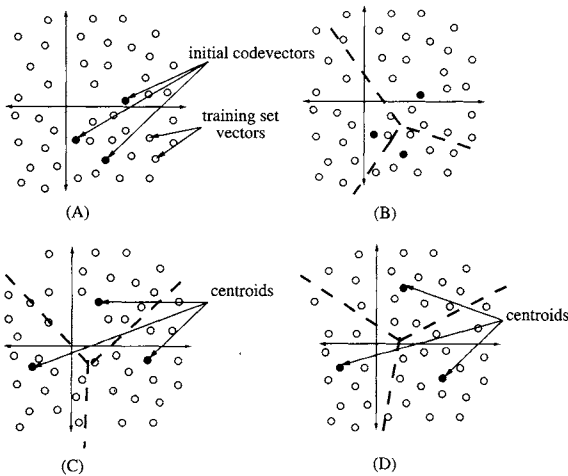 initial codevectors
training set
vectors
(A)
(B)
centroids
centroids
(C)
(D)